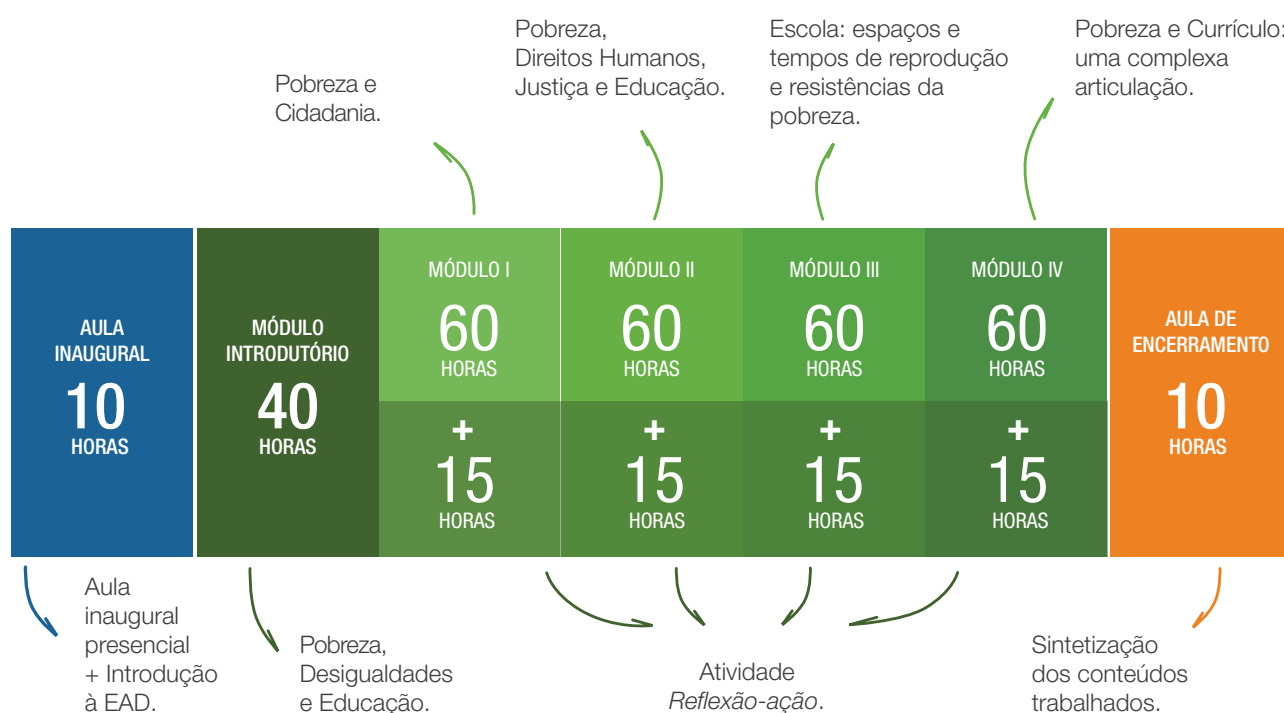 Pobreza e
Cidadania.
Pobreza,
Direitos Humanos,
Justiça e Educação.
Escola: espaços e
tempos de reprodução
e resistências da
pobreza.
Pobreza e Currículo:
uma complexa
articulação.
AULA
INAUGURAL
10
HORAS
MÓDULO
INTRODUTÓRIO
40
HORAS
MÓDULO I
60
HORAS
+
15
HORAS
MÓDULO II
60
HORAS
+
15
HORAS
MÓDULO III
60
HORAS
+
15
HORAS
MÓDULO IV
60
HORAS
+
15
HORAS
AULA DE
ENCERRAMENTO
10
HORAS
Aula
inaugural
presencial
+ Introdução
à EAD.
Pobreza,
Desigualdades
e Educação.
Atividade
Reflexão-ação.
Sintetização
dos conteúdos
trabalhados.